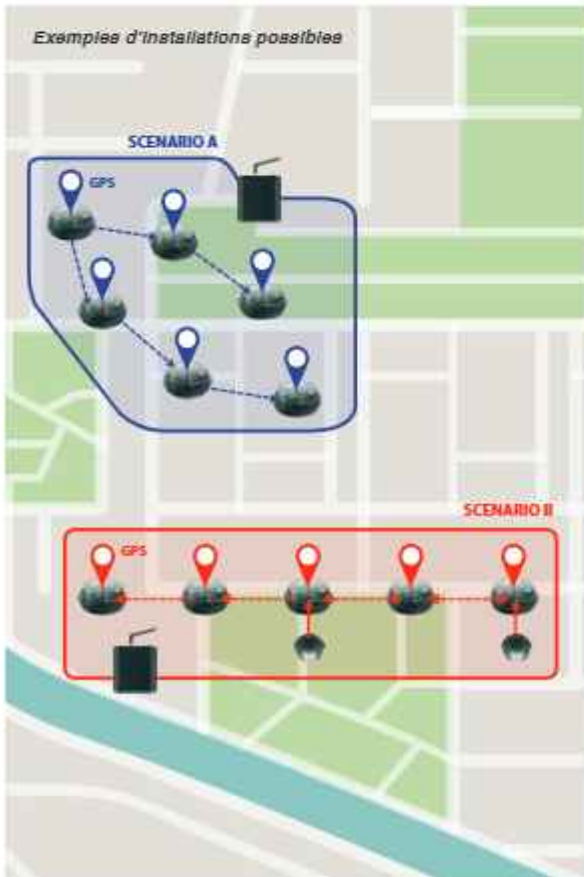 Exemples d'installations possibles
SCENARIO A
GPS
SCENARIO B
GPS